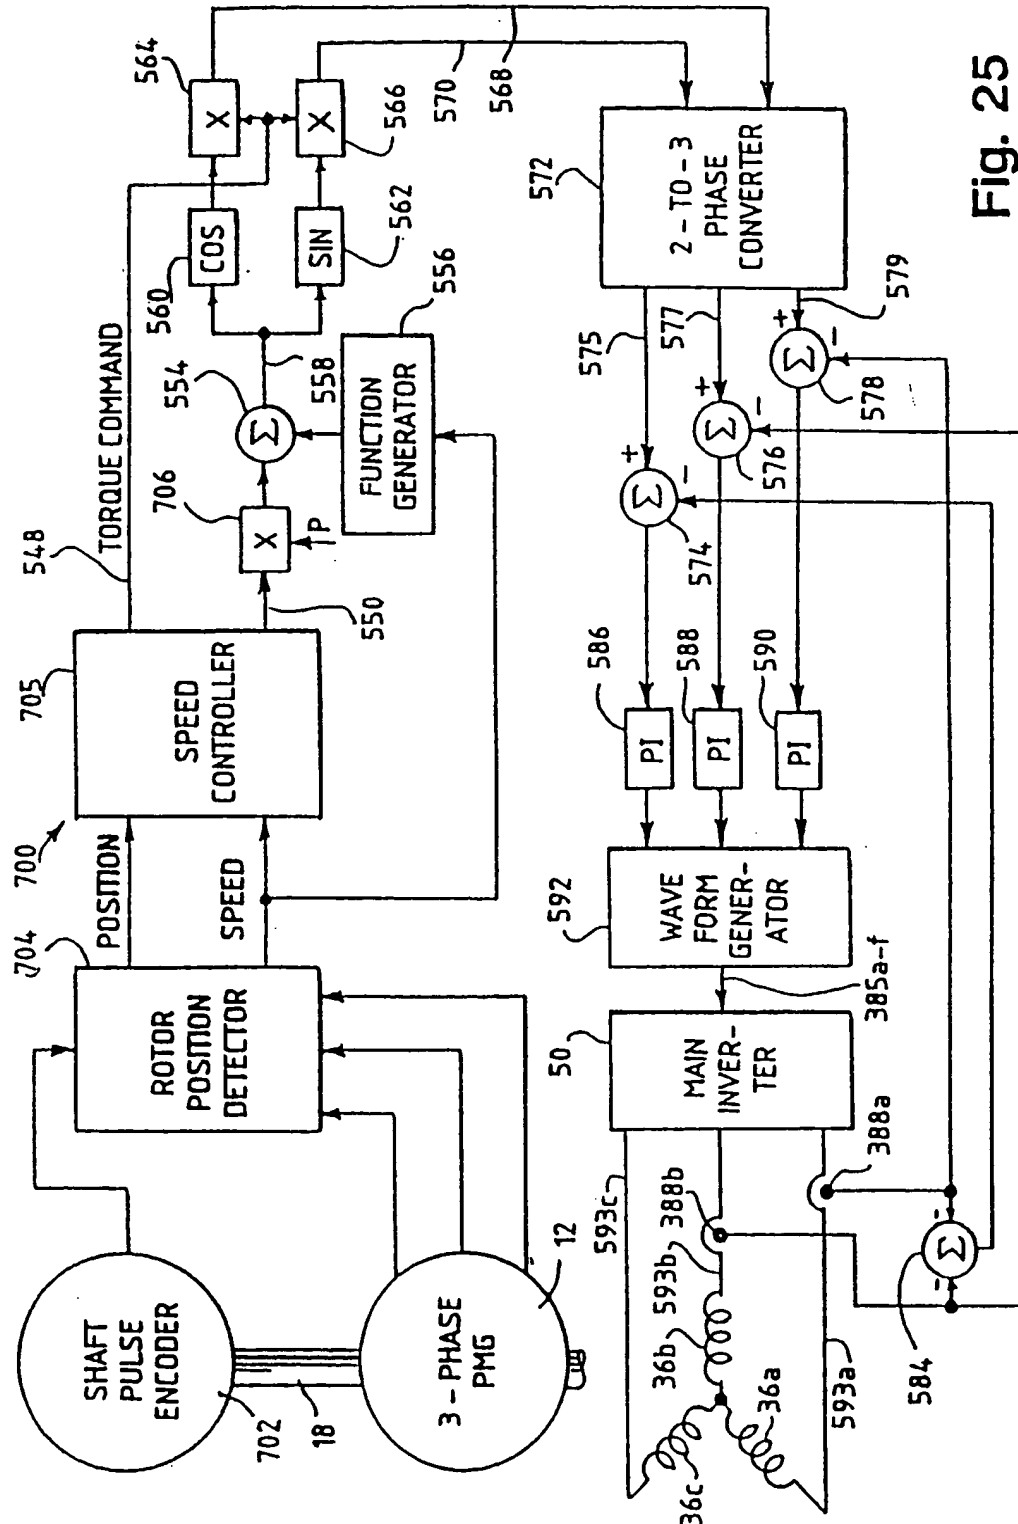 SHAFT
PULSE
ENCODER
702
18
3-PHASE
PMG
12
704
ROTOR
POSITION
DETECTOR
POSITION
SPEED
700
705
SPEED
CONTROLLER
548
TORQUE COMMAND
550
706
X
P
554
Σ
558
FUNCTION
GENERATOR
556
560
COS
SIN
562
564
X
X
566
570
568
572
2-TO-3
PHASE
CONVERTER
575
577
579
+
-
Σ
574
+
-
Σ
576
+
-
Σ
578
586
PI
588
PI
590
PI
592
WAVE
FORM
GENER-
ATOR
385a-f
50
MAIN
INVER-
TER
593c
593b
388b
388a
36b
36a
36c
593a
584
Σ
-
-
Fig. 25